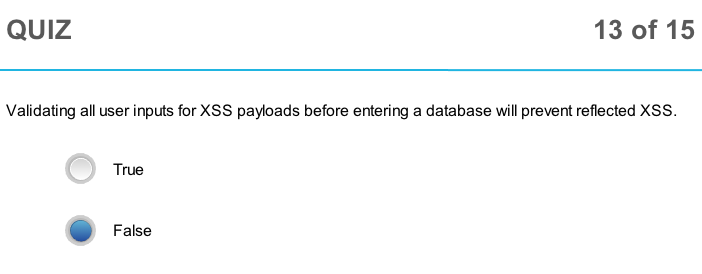 QUIZ 13 of 15
Validating all user inputs for XSS payloads before entering a database will prevent reflected XSS.
True
False